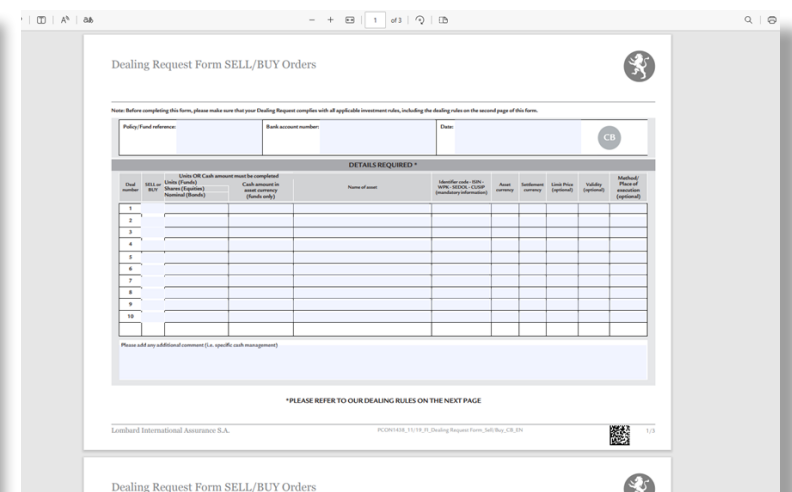 1 of 3
Dealing Request Form SELL/BUY Orders
Note: Before completing this form, please make sure that your Dealing Request complies with all applicable investment rules, including the dealing rules on the second page of this form.
Policy/Fund reference: Bank account number: Date: CB
DETAILS REQUIRED *
Deal number
SELL or BUY
Units OR Cash amount must be completed
Units (Funds)
Shares (Equities)
Nominal (Bonds)
Cash amount in
asset currency
(funds only)
Name of asset
Identifier code - ISIN -
WPK - SEDOL - CUSIP
(mandatory information)
Asset currency
Settlement currency
Limit Price (optional)
Validity (optional)
Method/
Place of
execution
(optional)
1
2
3
4
5
6
7
8
9
10
Please add any additional comment (i.e. specific cash management)
*PLEASE REFER TO OUR DEALING RULES ON THE NEXT PAGE
Lombard International Assurance S.A. 1/3
Dealing Request Form SELL/BUY Orders